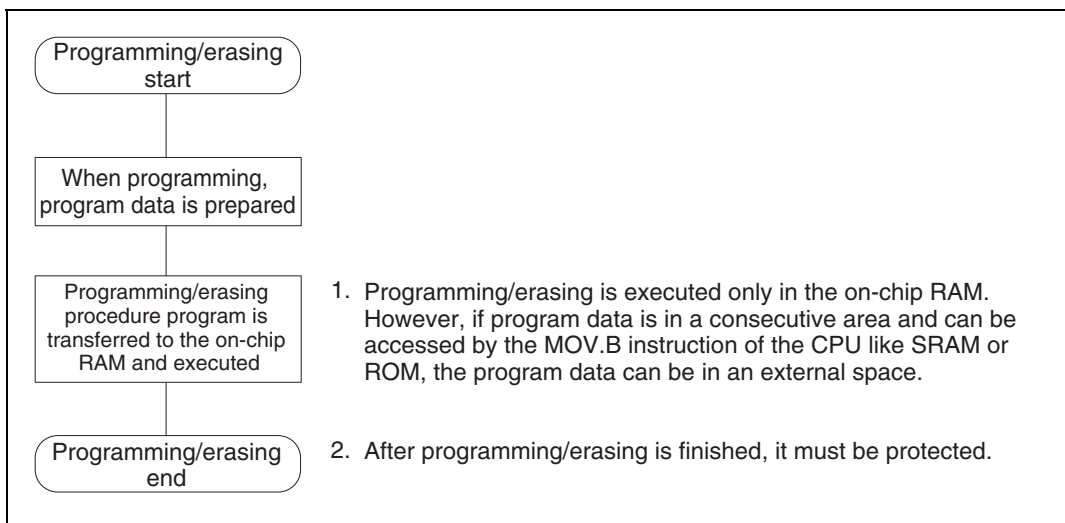 Programming/erasing
start
When programming,
program data is prepared
Programming/erasing
procedure program is
transferred to the on-chip
RAM and executed
1. Programming/erasing is executed only in the on-chip RAM.
However, if program data is in a consecutive area and can be
accessed by the MOV.B instruction of the CPU like SRAM or
ROM, the program data can be in an external space.
Programming/erasing
end
2. After programming/erasing is finished, it must be protected.